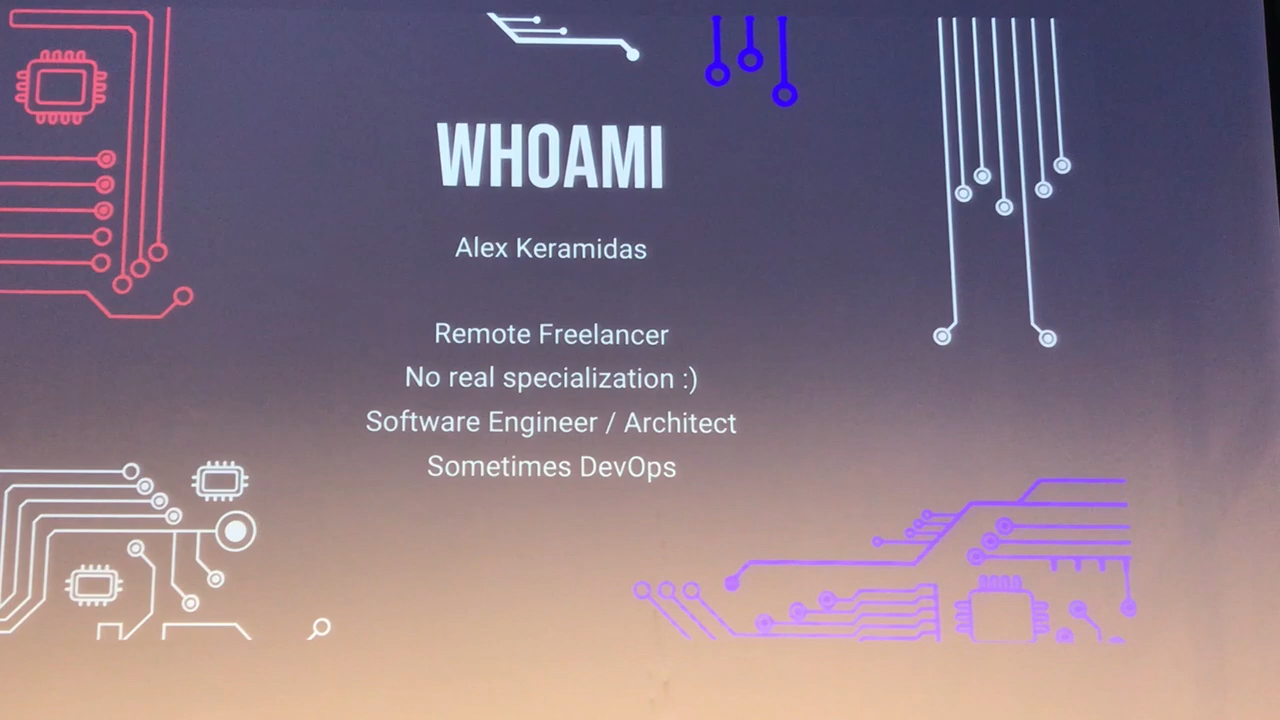 WHOAMI
Alex Keramidas
Remote Freelancer
No real specialization :)
Software Engineer / Architect
Sometimes DevOps